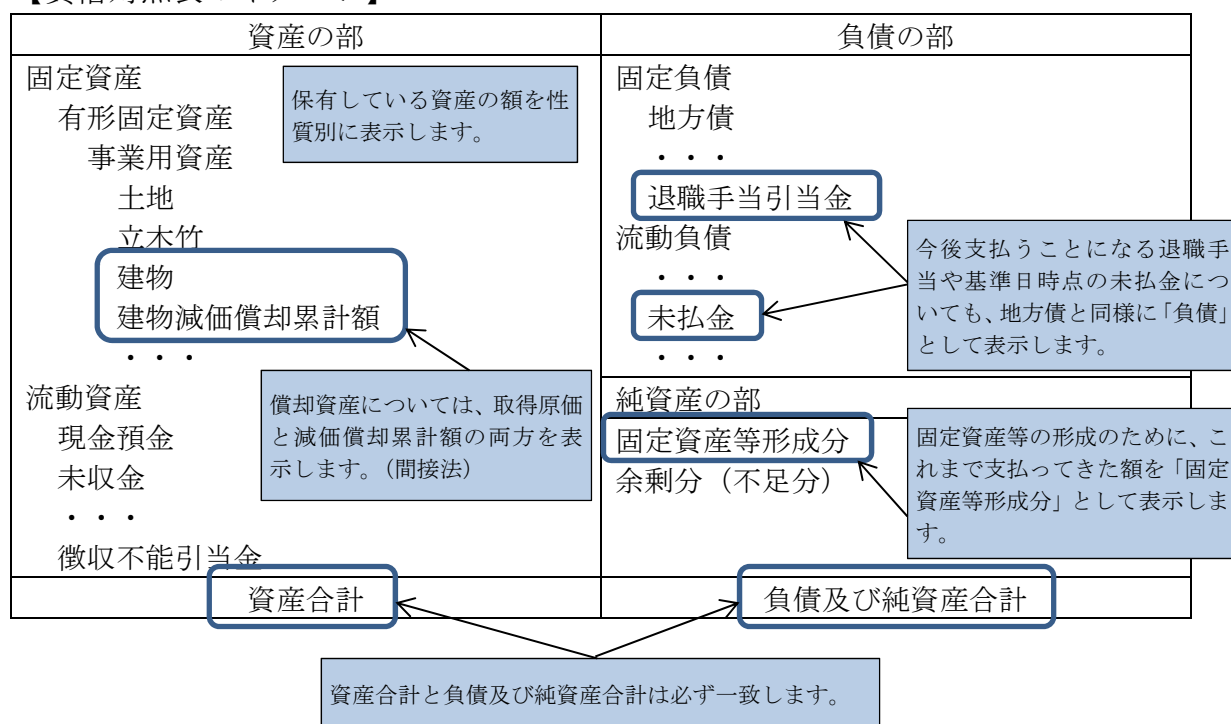 資産の部
固定資産
有形固定資産
事業用資産
土地
立木竹
建物
建物減価償却累計額
・・・
流動資産
現金預金
未収金
・・・
徴収不能引当金
資産合計
保有している資産の額を性
質別に表示します。
償却資産については、取得原価
と減価償却累計額の両方を表
示します。（間接法）
負債の部
固定負債
地方債
・・・
退職手当引当金
流動負債
・・・
未払金
・・・
今後支払うことになる退職手
当や基準日時点の未払金につ
いても、地方債と同様に「負債」
として表示します。
純資産の部
固定資産等形成分
余剰分（不足分）
固定資産等の形成のために、こ
れまで支払ってきた額を「固定
資産等形成分」として表示しま
す。
負債及び純資産合計
資産合計と負債及び純資産合計は必ず一致します。